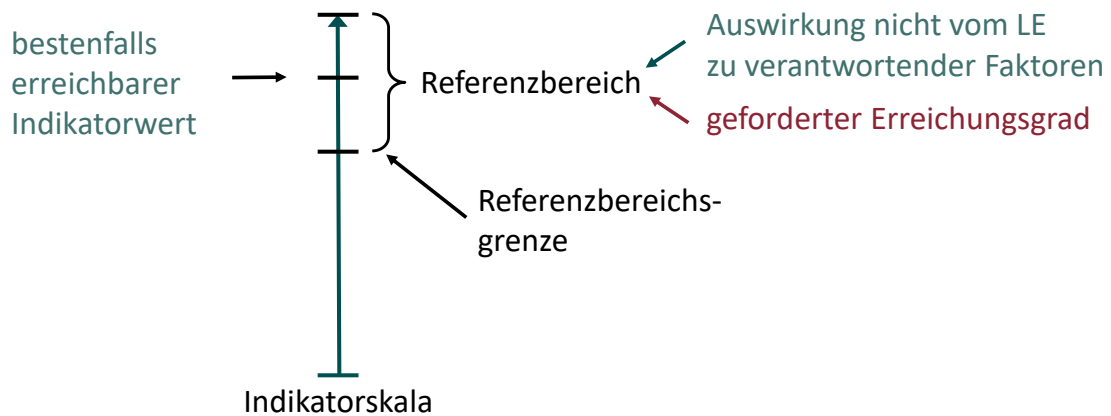 bestenfalls
erreichbarer
Indikatorwert
Referenzbereich
Auswirkung nicht vom LE
zu verantwortender Faktoren
geforderter Erreichungsgrad
Referenzbereichs-
grenze
Indikatorskala